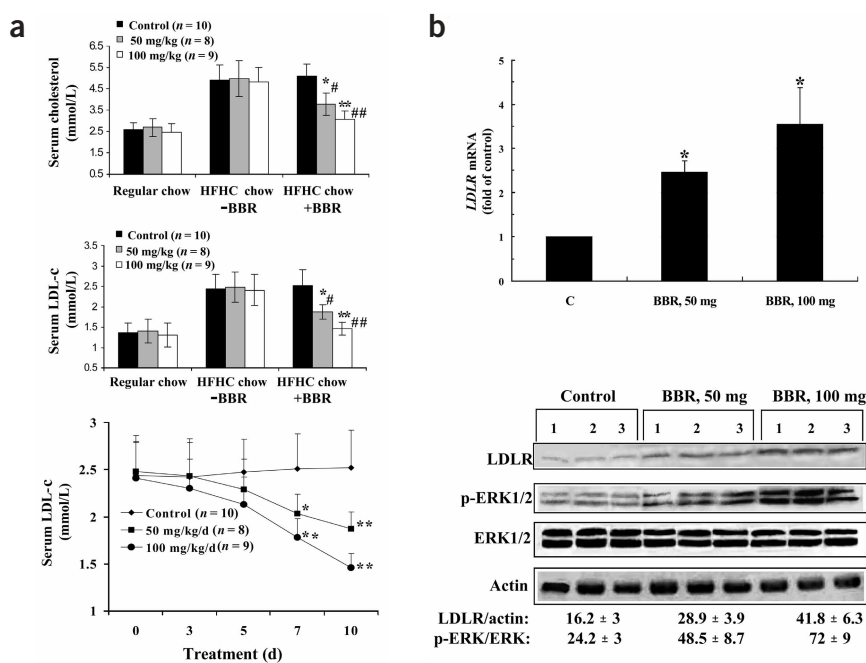 a
Control (n = 10)
50 mg/kg (n = 8)
100 mg/kg (n = 9)
Serum cholesterol
(mmol/L)
6.5
5.5
4.5
3.5
2.5
1.5
0.5
*
#
**
##
Regular chow
HFHC chow
–BBR
HFHC chow
+BBR
Control (n = 10)
50 mg/kg (n = 8)
100 mg/kg (n = 9)
Serum LDL-c
(mmol/L)
3.5
3
2.5
2
1.5
1
0.5
*
#
**
##
Regular chow
HFHC chow
–BBR
HFHC chow
+BBR
Serum LDL-c
(mmol/L)
3
2.5
2
1.5
1
Control (n = 10)
50 mg/kg/d (n = 8)
100 mg/kg/d (n = 9)
*
**
**
**
0 3 5 7 10
Treatment (d)
b
LDLR mRNA
(fold of control)
5
4
3
2
1
0
*
*
C BBR, 50 mg BBR, 100 mg
Control BBR, 50 mg BBR, 100 mg
1 2 3 1 2 3 1 2 3
LDLR
p-ERK1/2
ERK1/2
Actin
LDLR/actin: 16.2 ± 3 28.9 ± 3.9 41.8 ± 6.3
p-ERK/ERK: 24.2 ± 3 48.5 ± 8.7 72 ± 9